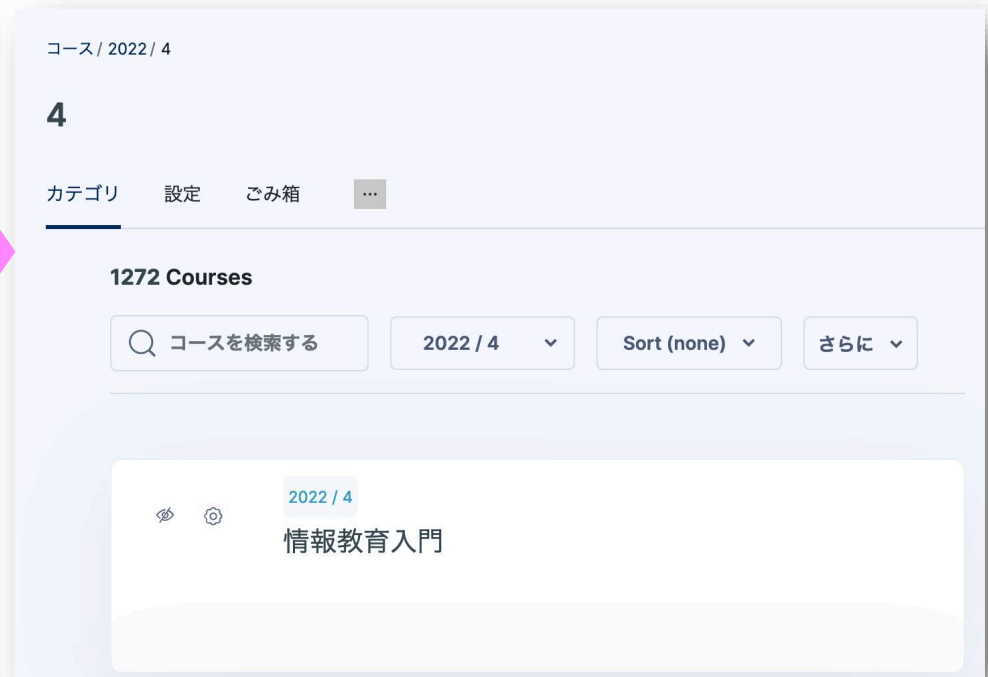 コース / 2022 / 4
4
カテゴリ 設定 ごみ箱 …
1272 Courses
コースを検索する 2022 / 4 Sort (none) さらに
2022 / 4
情報教育入門